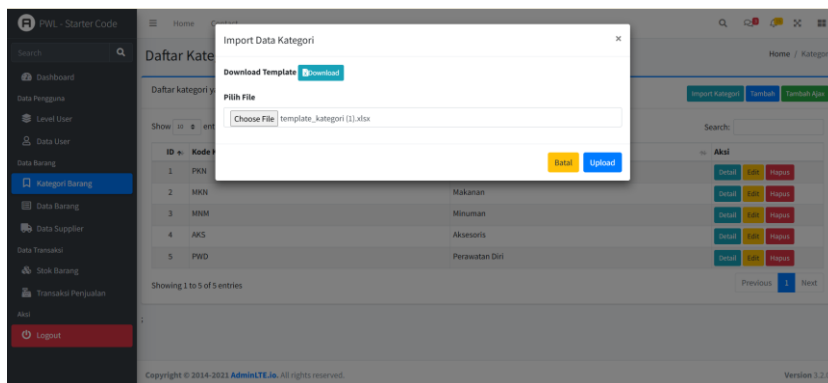 PWL - Starter Code
Search
Dashboard
Data Pengguna
Level User
Data User
Data Barang
Kategori Barang
Data Barang
Data Supplier
Data Transaksi
Stok Barang
Transaksi Penjualan
Aksi
Logout
Home Contact
Daftar Kate
Home / Kategor
Daftar kategori y
Import Kategori Tambah Tambah Ajax
Show 10 ent
Search:
ID Kode K Aksi
1 PKN Detail Edit Hapus
2 MKN Makanan Detail Edit Hapus
3 MNM Minuman Detail Edit Hapus
4 AKS Aksesoris Detail Edit Hapus
5 PWD Perawatan Diri Detail Edit Hapus
Showing 1 to 5 of 5 entries
Previous 1 Next
Import Data Kategori ×
Download Template Download
Pilih File
Choose File template_kategori (1).xlsx
Batal Upload
Copyright © 2014-2021 AdminLTE.io. All rights reserved.
Version 3.2.